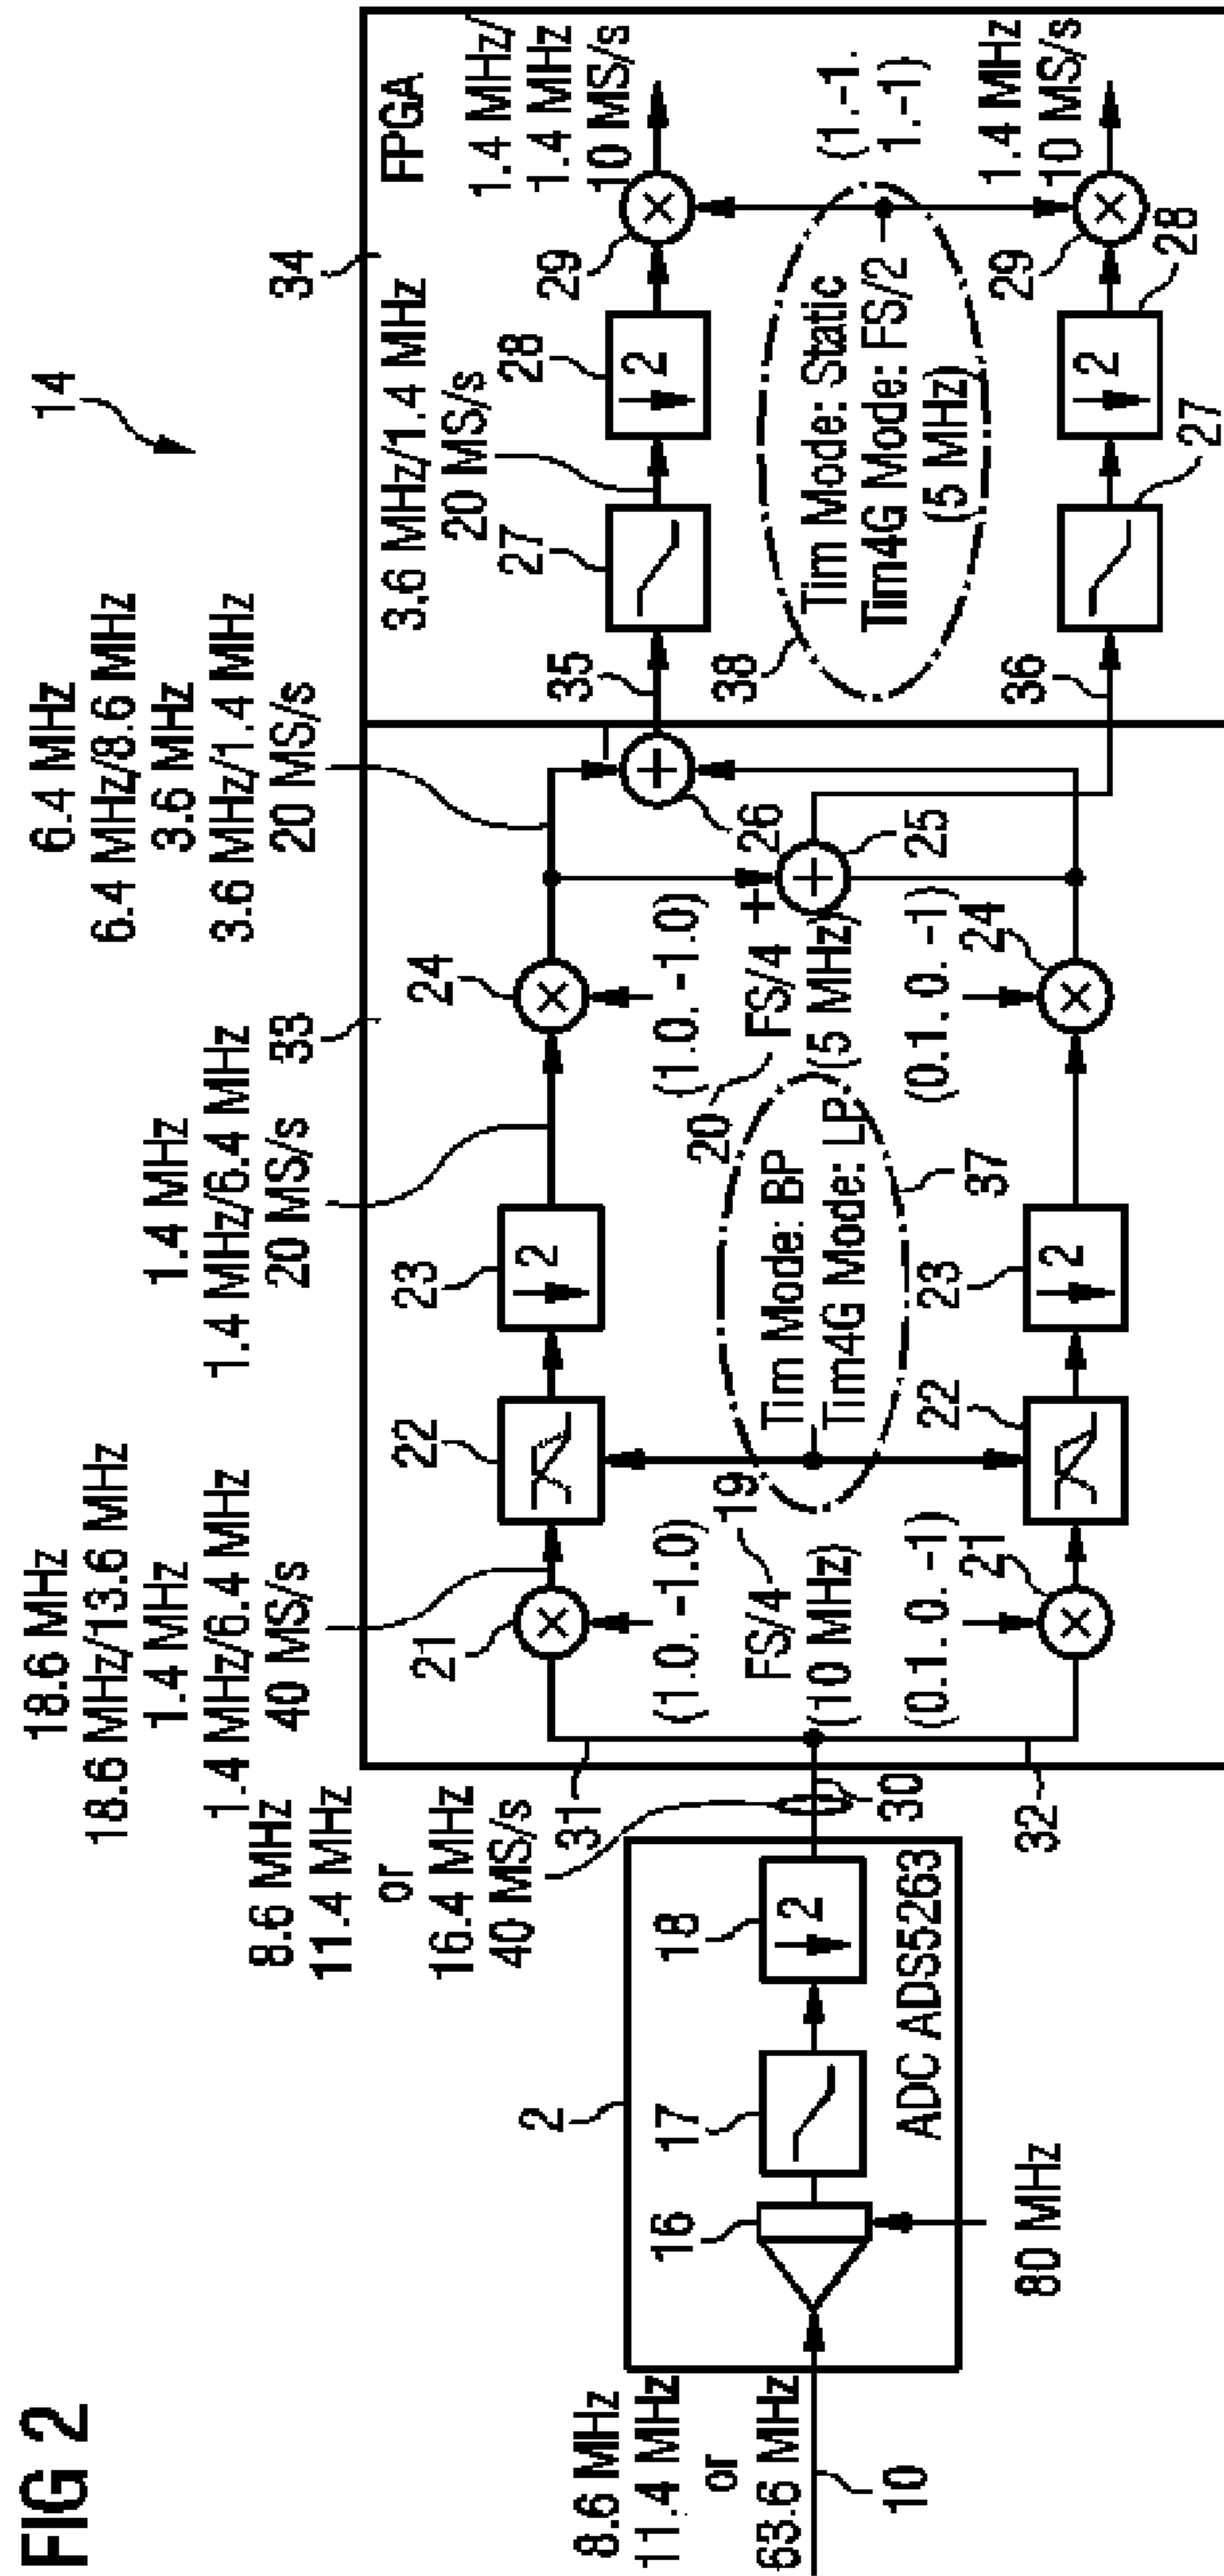 FIG 2
14
8.6 MHz
11.4 MHz
or
63.6 MHz
10
2
16
17
18
80 MHz
ADC ADS5263
8.6 MHz
11.4 MHz
or
16.4 MHz
40 MS/s
30
31
32
18.6 MHz
18.6 MHz/13.6 MHz
1.4 MHz
1.4 MHz/6.4 MHz
40 MS/s
21
(1.0. -1.0)
19
FS/4
(10 MHz)
(0.1. 0. -1)
21
22
22
23
23
Tim Mode: BP
Tim4G Mode: LP
37
1.4 MHz
1.4 MHz/6.4 MHz
20 MS/s
33
24
(1.0. -1.0)
20
FS/4
(5 MHz)
(0.1. 0. -1)
24
6.4 MHz
6.4 MHz/8.6 MHz
3.6 MHz
3.6 MHz/1.4 MHz
20 MS/s
+
26
25
35
36
34
FPGA
3,6 MHz/1.4 MHz
20 MS/s
27
28
29
1.4 MHz/
1.4 MHz
10 MS/s
38
Tim Mode: Static
Tim4G Mode: FS/2
(5 MHz)
(1.-1.
1.-1)
27
28
29
1.4 MHz
10 MS/s
↓ 2
↓ 2
↓ 2
↓ 2
↓ 2